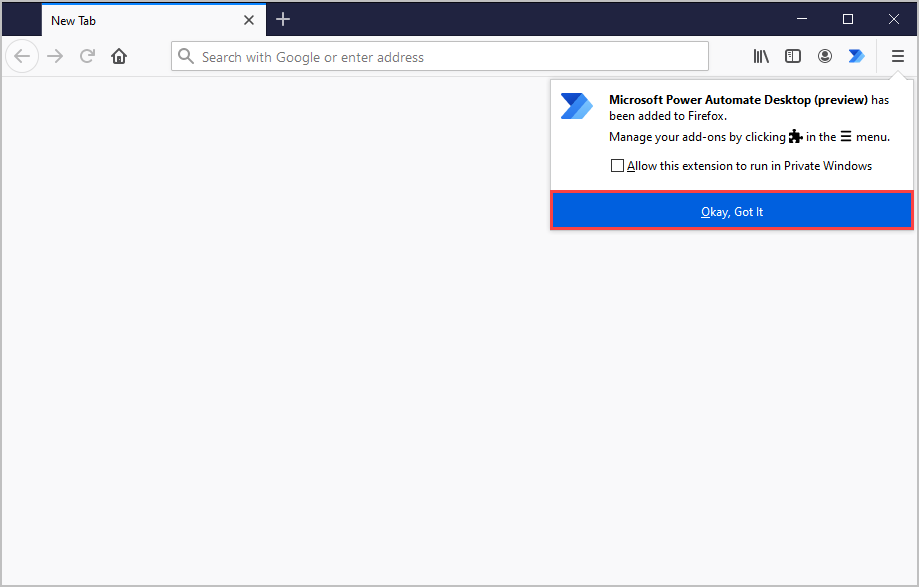 New Tab
Search with Google or enter address
Microsoft Power Automate Desktop (preview) has
been added to Firefox.
Manage your add-ons by clicking in the menu.
Allow this extension to run in Private Windows
Okay, Got It